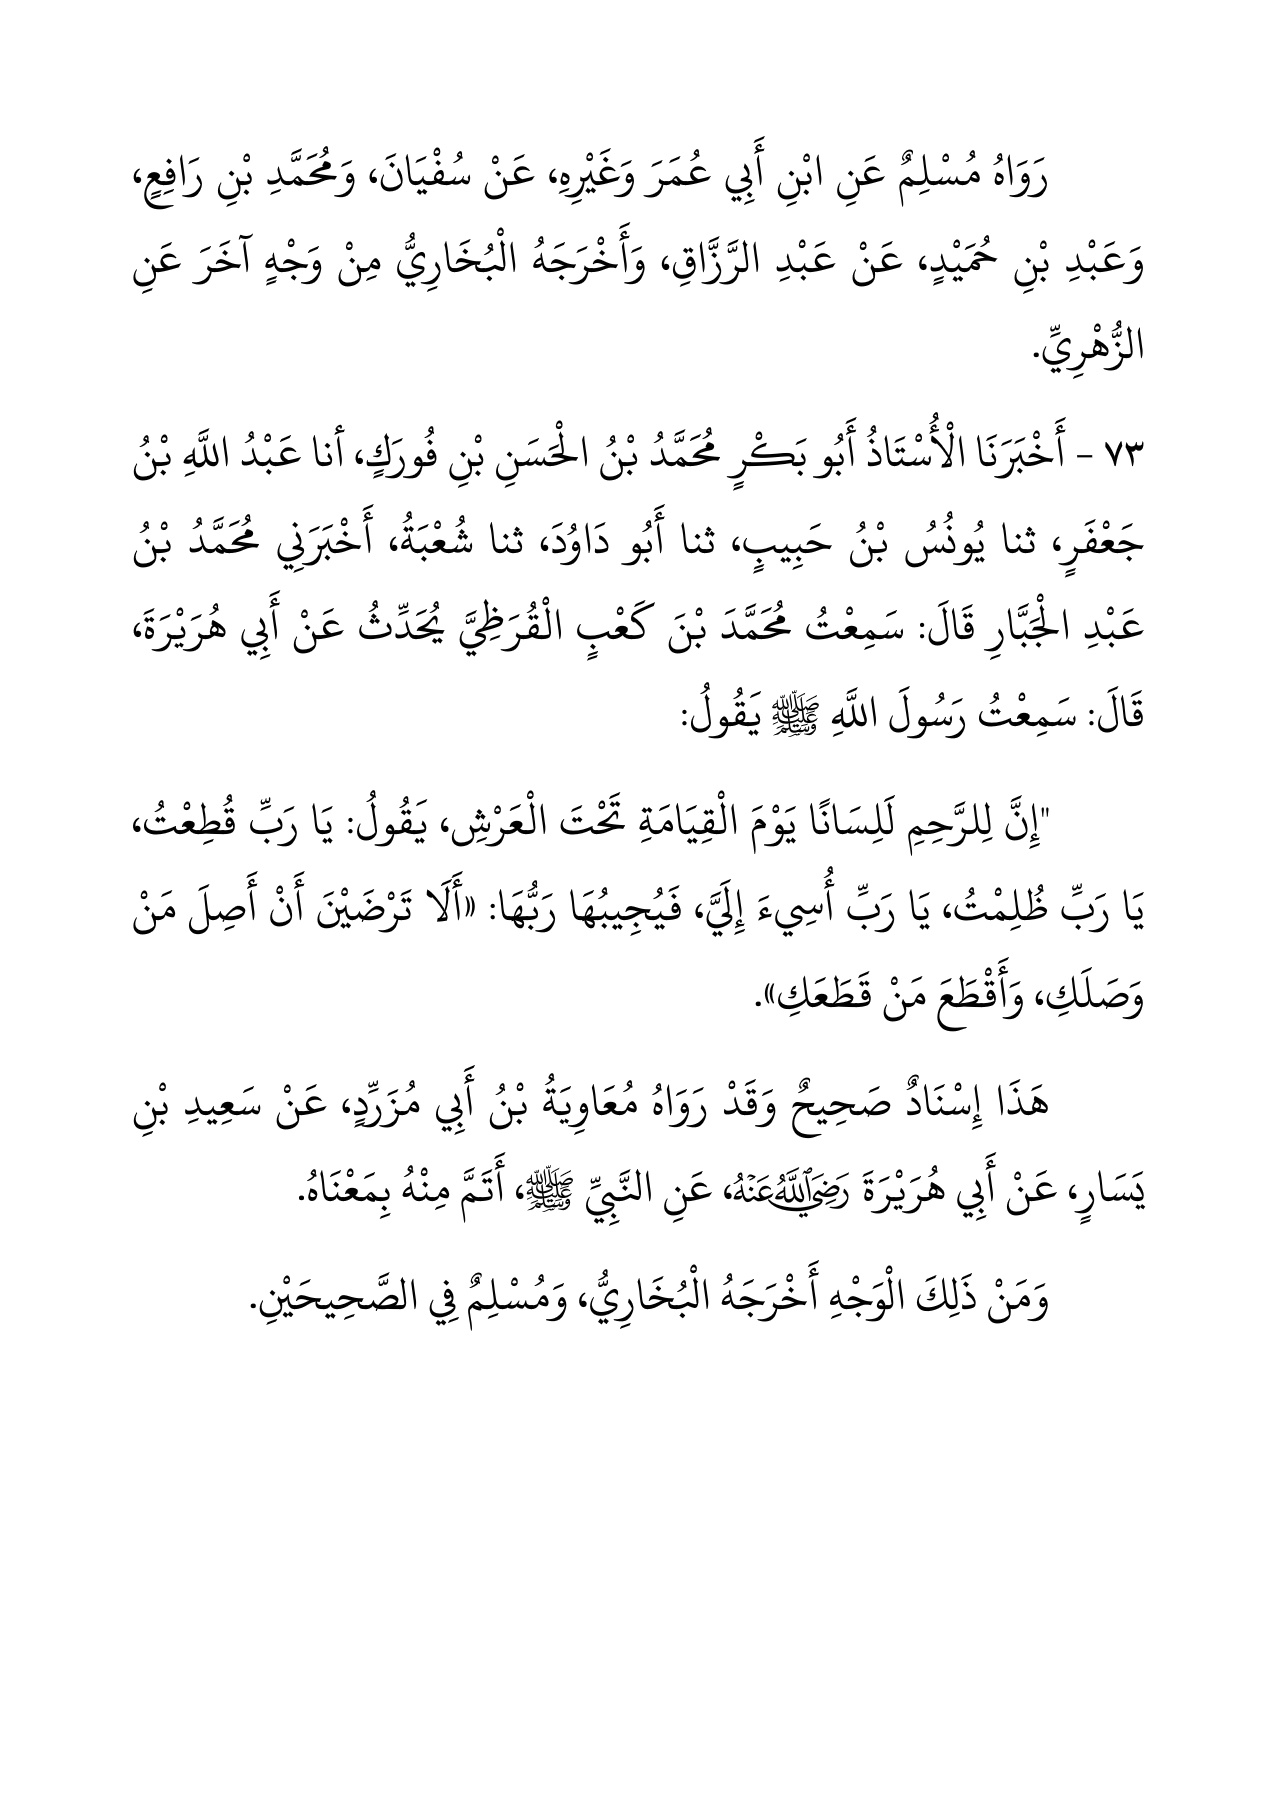 رَوَاهُ مُسْلِمٌ عَنِ ابْنِ أَبِي عُمَرَ وَغَيْرِهِ، عَنْ سُفْيَانَ، وَمُحَمَّدِ بْنِ رَافِعٍ،
وَعَبْدِ بْنِ حُمَيْدٍ، عَنْ عَبْدِ الرَّزَّاقِ، وَأَخْرَجَهُ الْبُخَارِيُّ مِنْ وَجْهٍ آخَرَ عَنِ
الزُّهْرِيِّ.
٧٣ - أَخْبَرَنَا الْأُسْتَاذُ أَبُو بَكْرٍ مُحَمَّدُ بْنُ الْحَسَنِ بْنِ فُورَكٍ، أنا عَبْدُ اللَّهِ بْنُ
جَعْفَرٍ، ثنا يُونُسُ بْنُ حَبِيبٍ، ثنا أَبُو دَاوُدَ، ثنا شُعْبَةُ، أَخْبَرَنِي مُحَمَّدُ بْنُ
عَبْدِ الْجَبَّارِ قَالَ: سَمِعْتُ مُحَمَّدَ بْنَ كَعْبٍ الْقُرَظِيَّ يُحَدِّثُ عَنْ أَبِي هُرَيْرَةَ،
قَالَ: سَمِعْتُ رَسُولَ اللَّهِ ﷺ يَقُولُ:
"إِنَّ لِلرَّحِمِ لَلِسَانًا يَوْمَ الْقِيَامَةِ تَحْتَ الْعَرْشِ، يَقُولُ: يَا رَبِّ قُطِعْتُ،
يَا رَبِّ ظُلِمْتُ، يَا رَبِّ أُسِيءَ إِلَيَّ، فَيُجِيبُهَا رَبُّهَا: «أَلَا تَرْضَيْنَ أَنْ أَصِلَ مَنْ
وَصَلَكِ، وَأَقْطَعَ مَنْ قَطَعَكِ».
هَذَا إِسْنَادٌ صَحِيحٌ وَقَدْ رَوَاهُ مُعَاوِيَةُ بْنُ أَبِي مُزَرِّدٍ، عَنْ سَعِيدِ بْنِ
يَسَارٍ، عَنْ أَبِي هُرَيْرَةَ رَضِيَ ٱللَّهُ عَنْهُ، عَنِ النَّبِيِّ ﷺ، أَتَمَّ مِنْهُ بِمَعْنَاهُ.
وَمَنْ ذَلِكَ الْوَجْهِ أَخْرَجَهُ الْبُخَارِيُّ، وَمُسْلِمٌ فِي الصَّحِيحَيْنِ.